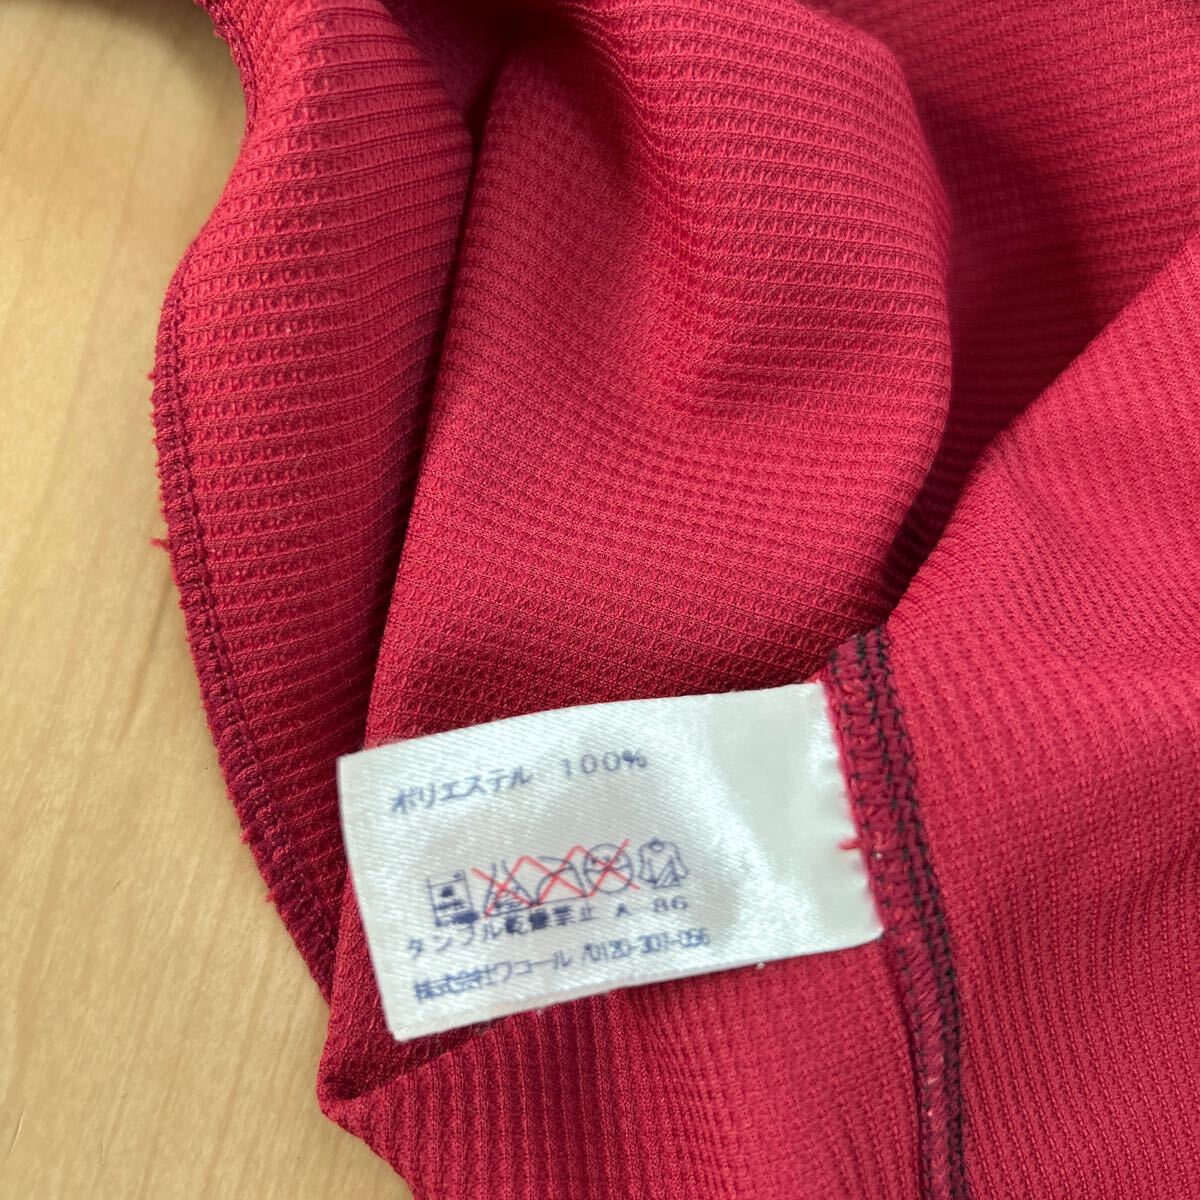 ポリエステル 100%
タンブル乾燥禁止 A 86
株式会社ワコール /0120-307-056